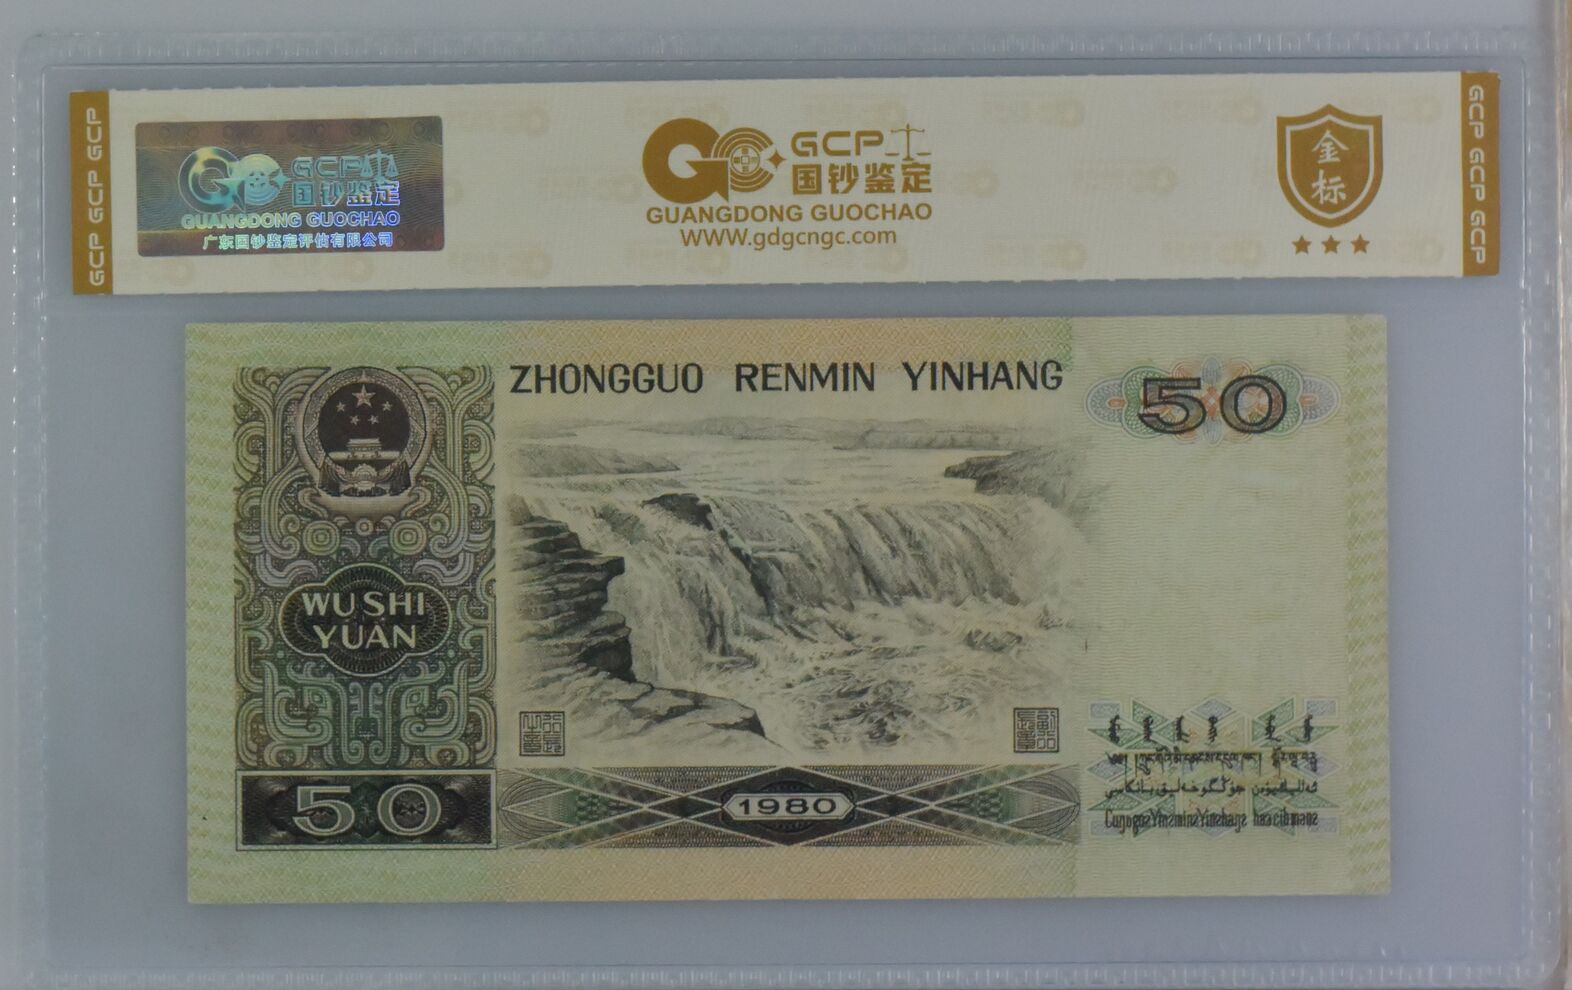 GCP GCP GCP
GCP
国钞鉴定
GUANGDONG GUOCHAO
广东国钞鉴定评估有限公司
GCP
国钞鉴定
GUANGDONG GUOCHAO
WWW.gdgcngc.com
金标
GCP GCP GCP
ZHONGGUO RENMIN YINHANG
50
WU SHI
YUAN
50
1980